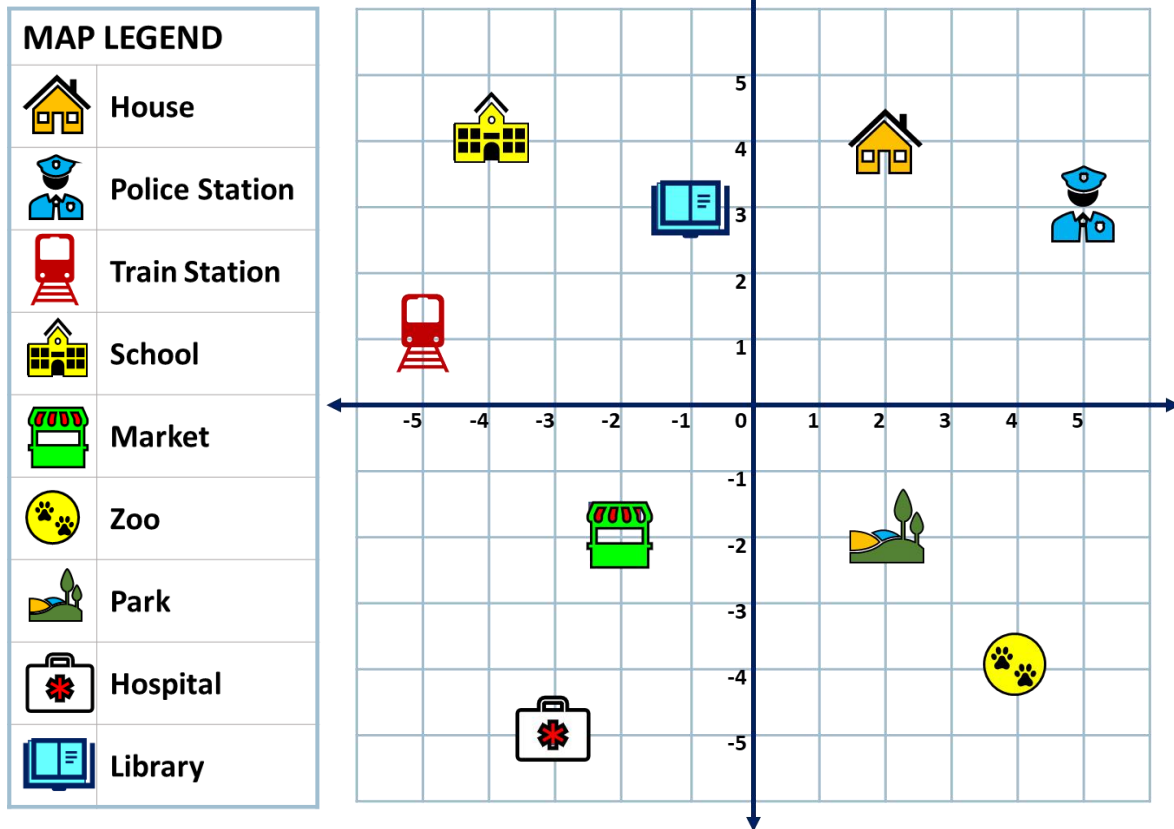 MAP LEGEND
House
Police Station
Train Station
School
Market
Zoo
Park
Hospital
Library
5
4
3
2
1
-5 -4 -3 -2 -1 0 1 2 3 4 5
-1
-2
-3
-4
-5